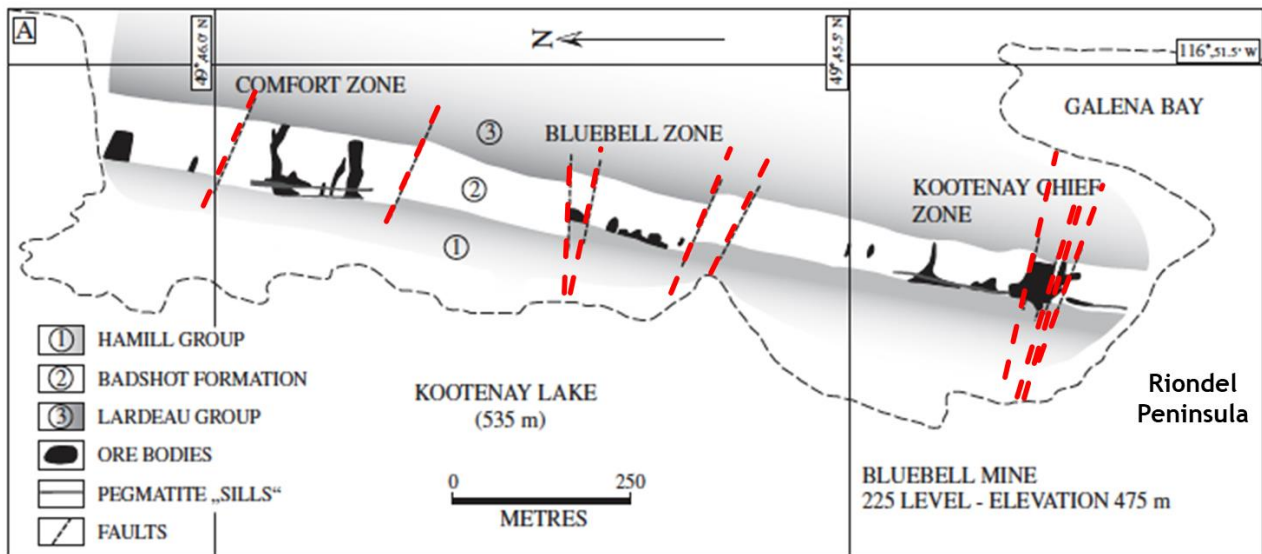 A
49°,46.0' N
N
49°,45.5' N
116°,51.5' W
COMFORT ZONE
GALENA BAY
③
BLUEBELL ZONE
②
KOOTENAY CHIEF
ZONE
①
① HAMILL GROUP
② BADSHOT FORMATION
③ LARDEAU GROUP
ORE BODIES
PEGMATITE „SILLS“
FAULTS
KOOTENAY LAKE
(535 m)
0 250
METRES
Riondel
Peninsula
BLUEBELL MINE
225 LEVEL - ELEVATION 475 m